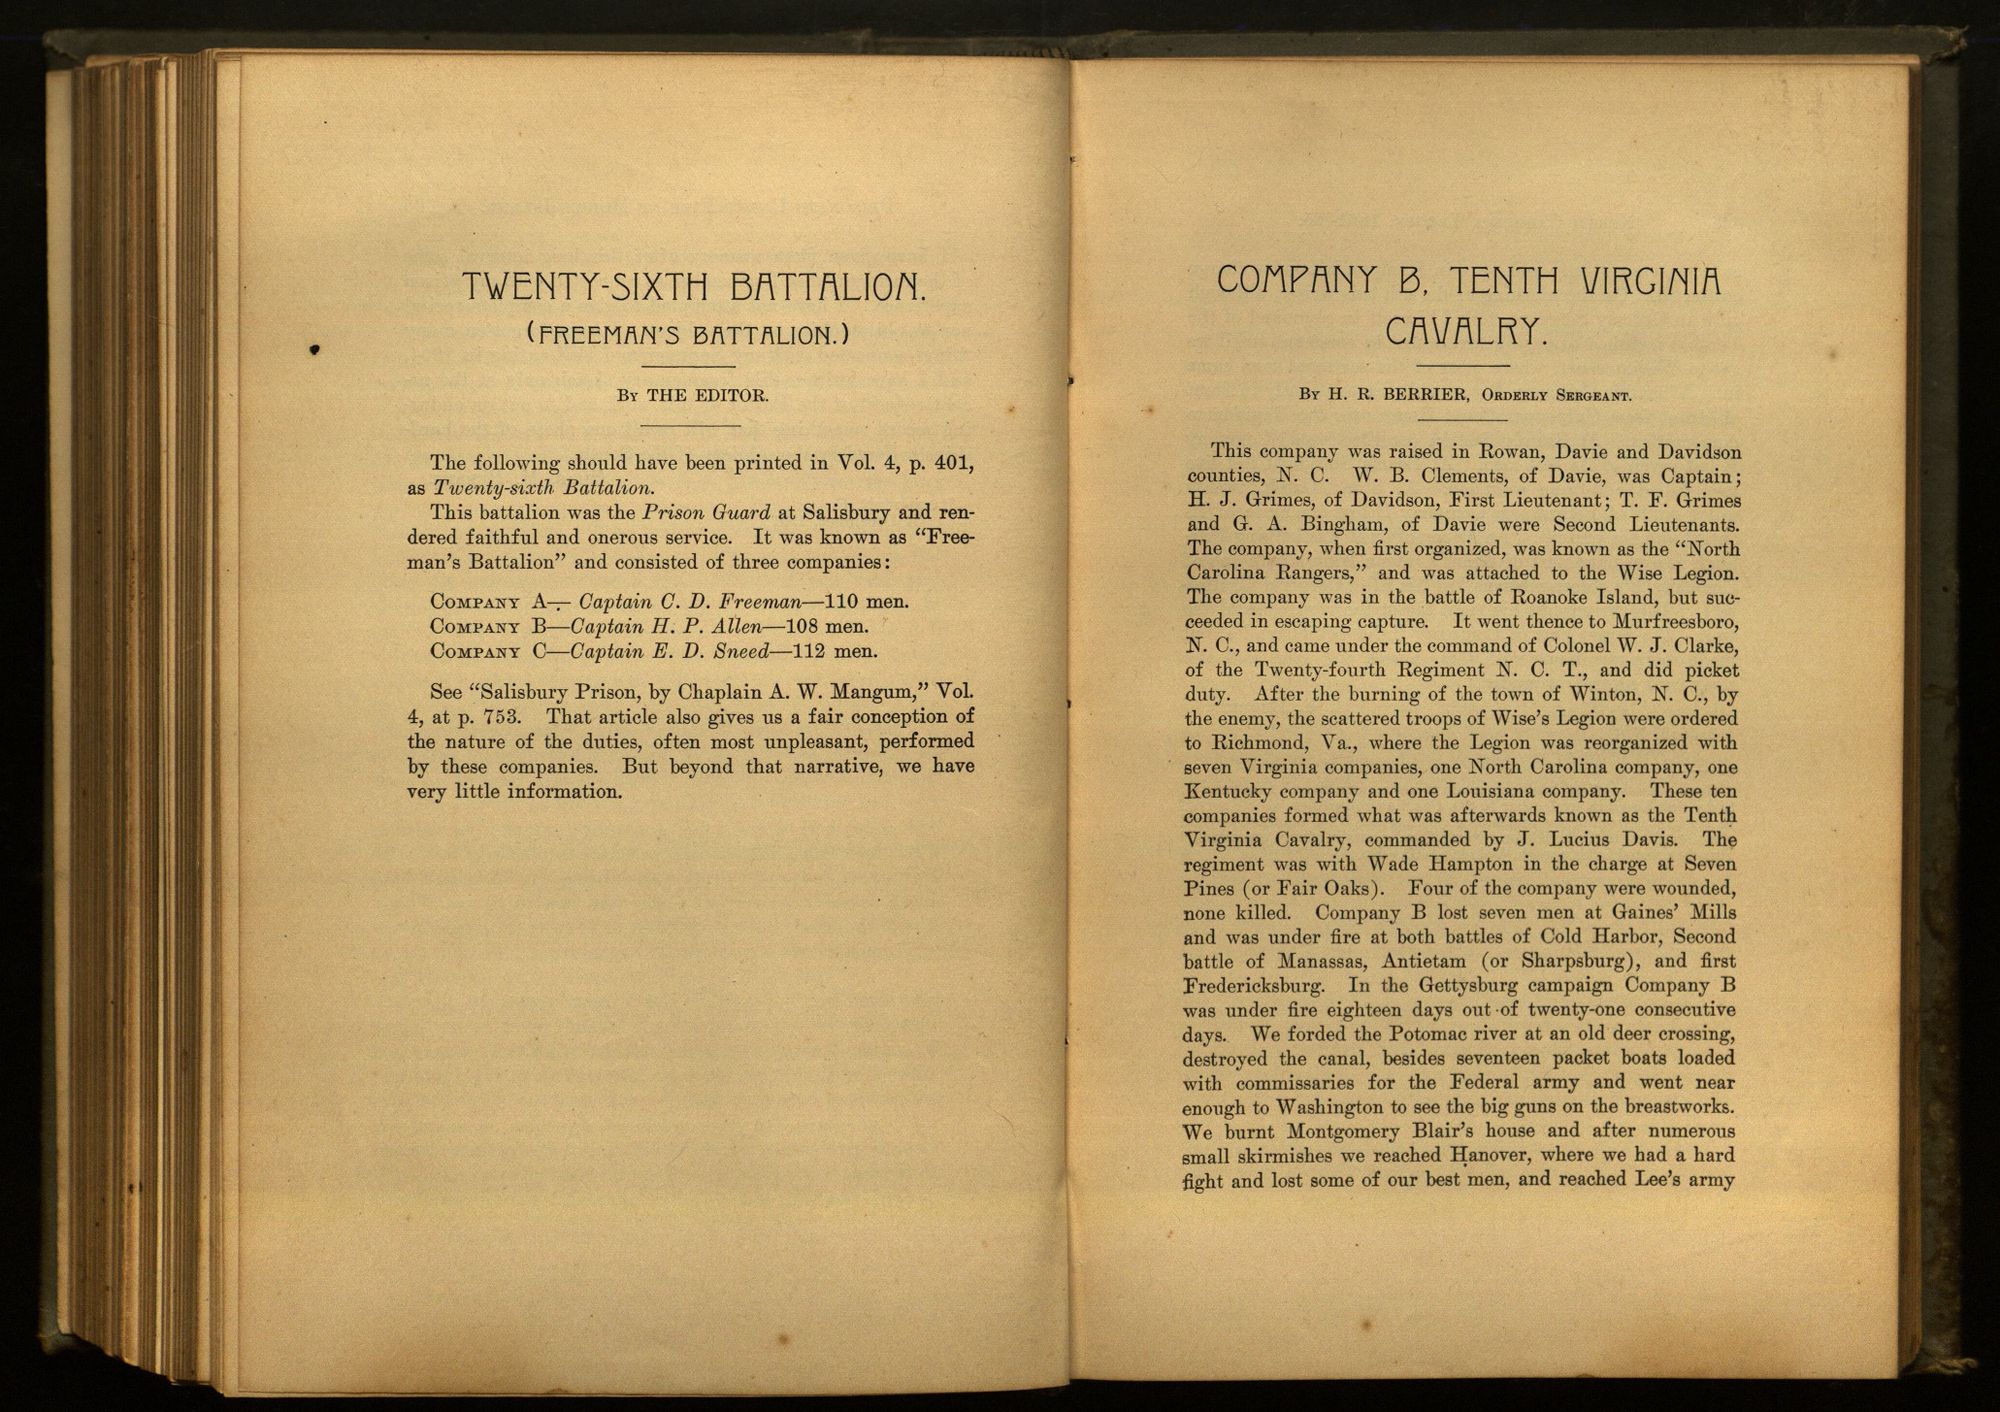 TWENTY-SIXTH BATTALION.
(FREEMAN'S BATTALION.)
By THE EDITOR.
The following should have been printed in Vol. 4, p. 401,
as Twenty-sixth Battalion.
This battalion was the Prison Guard at Salisbury and ren-
dered faithful and onerous service. It was known as "Free-
man's Battalion" and consisted of three companies:
Company A— Captain C. D. Freeman—110 men.
Company B—Captain H. P. Allen—108 men.
Company C—Captain E. D. Sneed—112 men.
See "Salisbury Prison, by Chaplain A. W. Mangum," Vol.
4, at p. 753. That article also gives us a fair conception of
the nature of the duties, often most unpleasant, performed
by these companies. But beyond that narrative, we have
very little information.
COMPANY B, TENTH VIRGINIA
CAVALRY.
By H. R. BERRIER, Orderly Sergeant.
This company was raised in Rowan, Davie and Davidson
counties, N. C. W. B. Clements, of Davie, was Captain;
H. J. Grimes, of Davidson, First Lieutenant; T. F. Grimes
and G. A. Bingham, of Davie were Second Lieutenants.
The company, when first organized, was known as the "North
Carolina Rangers," and was attached to the Wise Legion.
The company was in the battle of Roanoke Island, but suc-
ceeded in escaping capture. It went thence to Murfreesboro,
N. C., and came under the command of Colonel W. J. Clarke,
of the Twenty-fourth Regiment N. C. T., and did picket
duty. After the burning of the town of Winton, N. C., by
the enemy, the scattered troops of Wise's Legion were ordered
to Richmond, Va., where the Legion was reorganized with
seven Virginia companies, one North Carolina company, one
Kentucky company and one Louisiana company. These ten
companies formed what was afterwards known as the Tenth
Virginia Cavalry, commanded by J. Lucius Davis. The
regiment was with Wade Hampton in the charge at Seven
Pines (or Fair Oaks). Four of the company were wounded,
none killed. Company B lost seven men at Gaines' Mills
and was under fire at both battles of Cold Harbor, Second
battle of Manassas, Antietam (or Sharpsburg), and first
Fredericksburg. In the Gettysburg campaign Company B
was under fire eighteen days out of twenty-one consecutive
days. We forded the Potomac river at an old deer crossing,
destroyed the canal, besides seventeen packet boats loaded
with commissaries for the Federal army and went near
enough to Washington to see the big guns on the breastworks.
We burnt Montgomery Blair's house and after numerous
small skirmishes we reached Hanover, where we had a hard
fight and lost some of our best men, and reached Lee's army